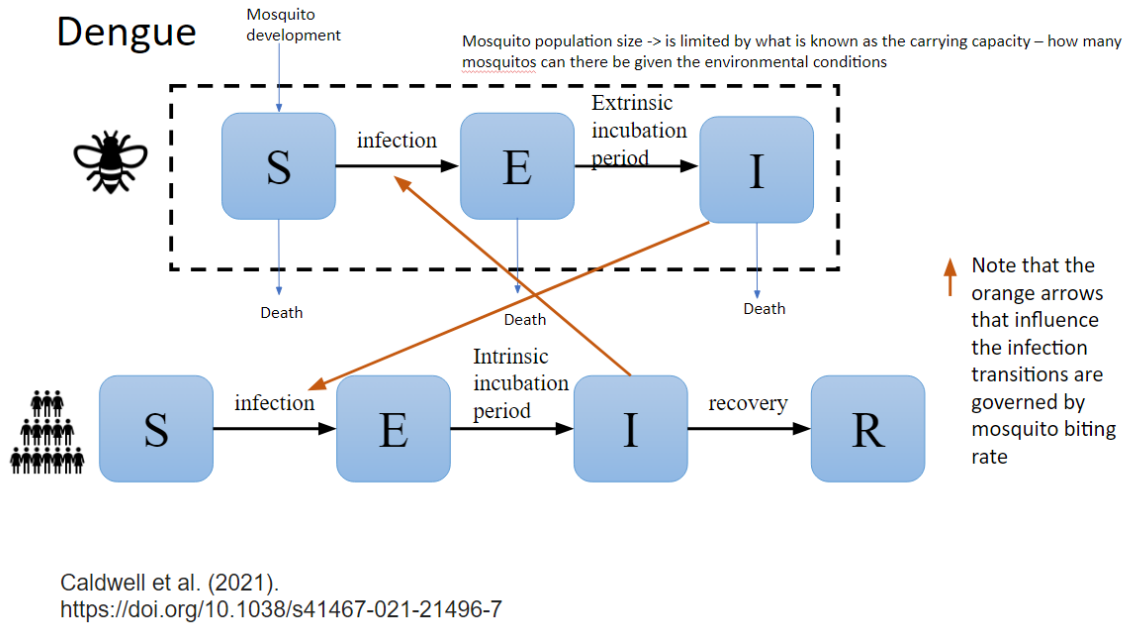 Dengue
Mosquito
development
Mosquito population size -> is limited by what is known as the carrying capacity – how many
mosquitos can there be given the environmental conditions
S
infection
E
Extrinsic
incubation
period
I
Death
Death
Death
Note that the
orange arrows
that influence
the infection
transitions are
governed by
mosquito biting
rate
S
infection
E
Intrinsic
incubation
period
I
recovery
R
Caldwell et al. (2021).
https://doi.org/10.1038/s41467-021-21496-7